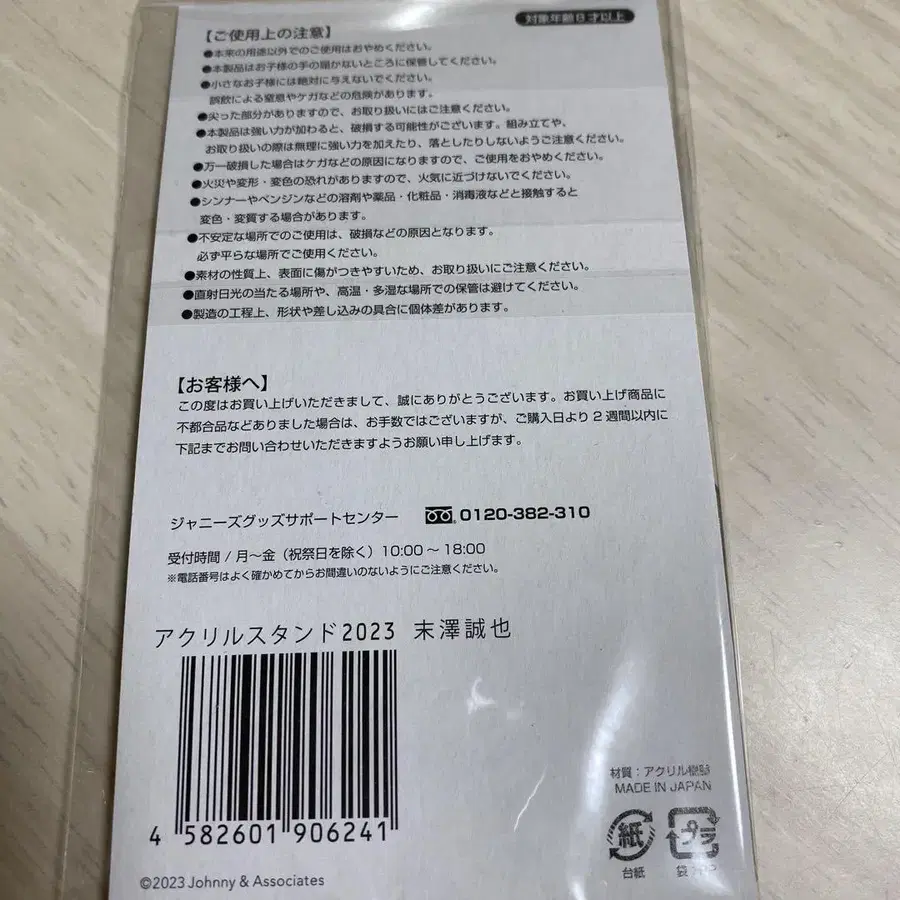 対象年齢6才以上
【ご使用上の注意】
●本来の用途以外でのご使用はおやめください。
●本製品はお子様の手の届かないところに保管してください。
●小さなお子様には絶対に与えないでください。
誤飲による窒息やケガなどの危険があります。
●尖った部分がありますので、お取り扱いにはご注意ください。
●本製品は強い力が加わると、破損する可能性がございます。組み立てや、
お取り扱いの際は無理に強い力を加えたり、落としたりしないようご注意ください。
●万一破損した場合はケガなどの原因になりますので、ご使用をおやめください。
●火災や変形・変色の恐れがありますので、火気に近づけないでください。
●シンナーやベンジンなどの溶剤や薬品・化粧品・消毒液などと接触すると
変色・変質する場合があります。
●不安定な場所でのご使用は、破損などの原因となります。
必ず平らな場所でご使用ください。
●素材の性質上、表面に傷がつきやすいため、お取り扱いにご注意ください。
●直射日光の当たる場所や、高温・多湿な場所での保管は避けてください。
●製造の工程上、形状や差し込みの具合に個体差があります。
【お客様へ】
この度はお買い上げいただきまして、誠にありがとうございます。お買い上げ商品に
不都合品などありました場合は、お手数ではございますが、ご購入日より2週間以内に
下記までお問い合わせいただきますようお願い申し上げます。
ジャニーズグッズサポートセンター 0120-382-310
受付時間 / 月～金（祝祭日を除く）10:00～18:00
※電話番号はよく確かめてからお間違いのないようにご注意ください。
アクリルスタンド2023 末澤誠也
4 582601 906241
材質：アクリル樹脂
MADE IN JAPAN
紙 プラ
台紙 袋
©2023 Johnny & Associates